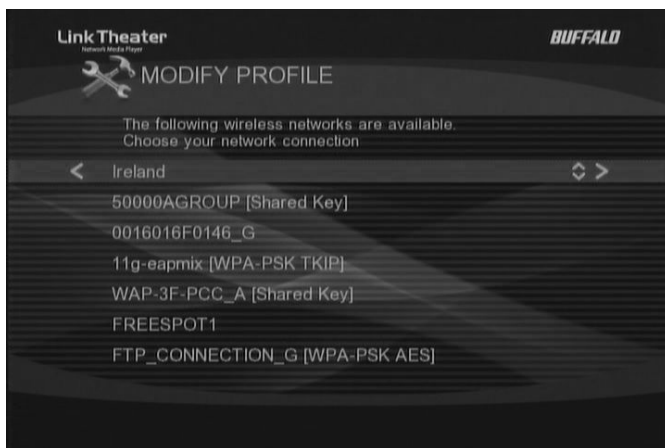 LinkTheater
Network Media Player
BUFFALO
MODIFY PROFILE
The following wireless networks are available.
Choose your network connection
< Ireland >
50000AGROUP [Shared Key]
0016016F0146_G
11g-eapmix [WPA-PSK TKIP]
WAP-3F-PCC_A [Shared Key]
FREESPOT1
FTP_CONNECTION_G [WPA-PSK AES]